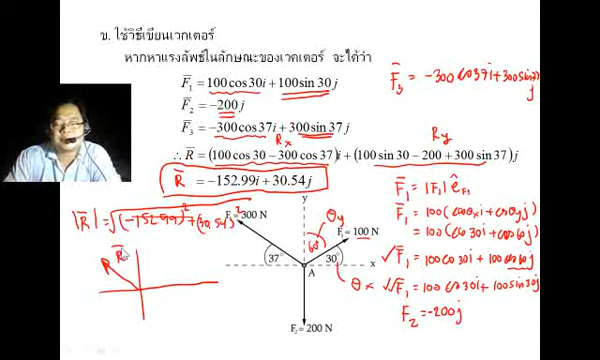 ข. ใช้วิธีเขียนเวกเตอร์
หากหาแรงลัพธ์ในลักษณะของเวคเตอร์ จะได้ว่า
F̅₁ = 100cos30i + 100sin30j
F̅₂ = -200j
F̅₃ = -300cos37i + 300sin37j
Rx
Ry
∴ R̅ = (100cos30 - 300cos37)i + (100sin30 - 200 + 300sin37)j
R̅ = -152.99i + 30.54j
|R̅| = √(-152.99)² + (30.54)²
F̅₃ = -300cos37i + 300sin37j
F̅₁ = |F₁| ê_F₁
F̅₁ = 100(cosθxi + cosθyj)
= 100(cos30i + cos60j)
√F̅₁ = 100cos30i + 100cos60j
√√F̅₁ = 100cos30i + 100sin30j
F₂ = -200j
R̅
y
θy
F₃=300 N
F₁=100 N
60°
37°
30°
x
A
θx
F₂=200 N